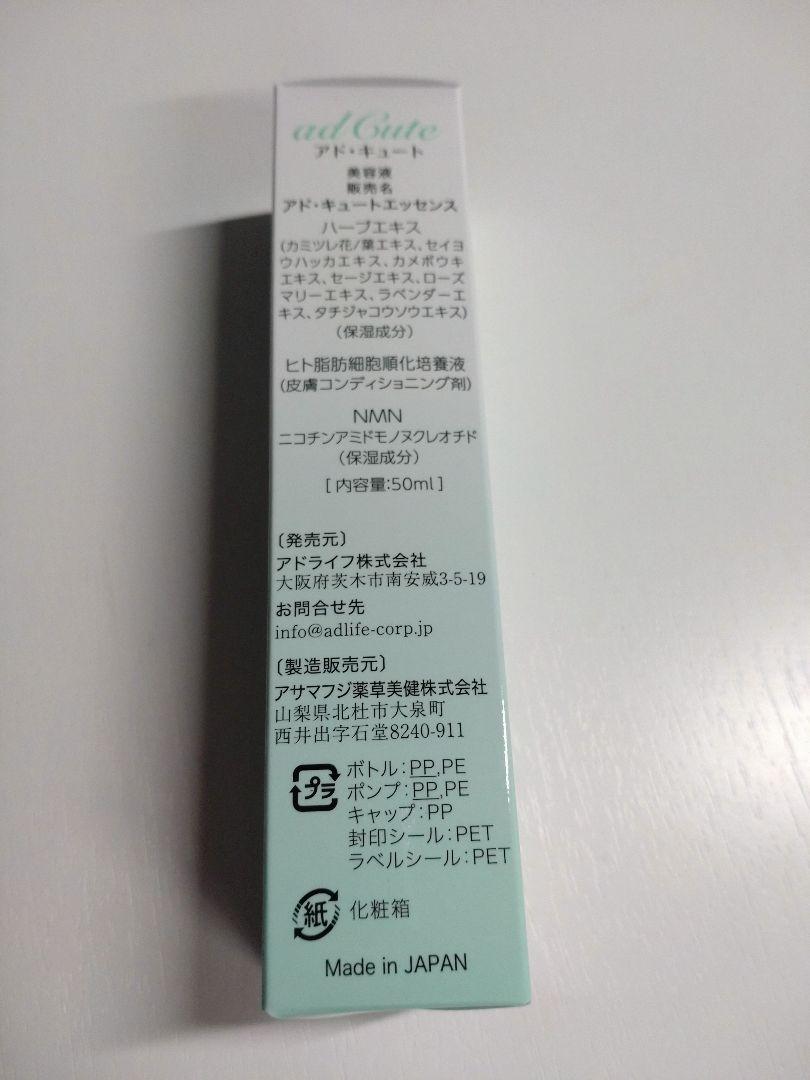 ad Cute
アド・キュート
美容液
販売名
アド・キュートエッセンス
ハーブエキス
(カミツレ花/葉エキス、セイヨ
ウハッカエキス、カメボウキ
エキス、セージエキス、ローズ
マリーエキス、ラベンダーエ
キス、タチジャコウソウエキス)
(保湿成分)
ヒト脂肪細胞順化培養液
(皮膚コンディショニング剤)
NMN
ニコチンアミドモノヌクレオチド
(保湿成分)
[ 内容量:50ml ]
〔発売元〕
アドライフ株式会社
大阪府茨木市南安威3-5-19
お問合せ先
info@adlife-corp.jp
〔製造販売元〕
アサマフジ薬草美健株式会社
山梨県北杜市大泉町
西井出字石堂8240-911
プラ
ボトル:PP,PE
ポンプ:PP,PE
キャップ:PP
封印シール:PET
ラベルシール:PET
紙 化粧箱
Made in JAPAN